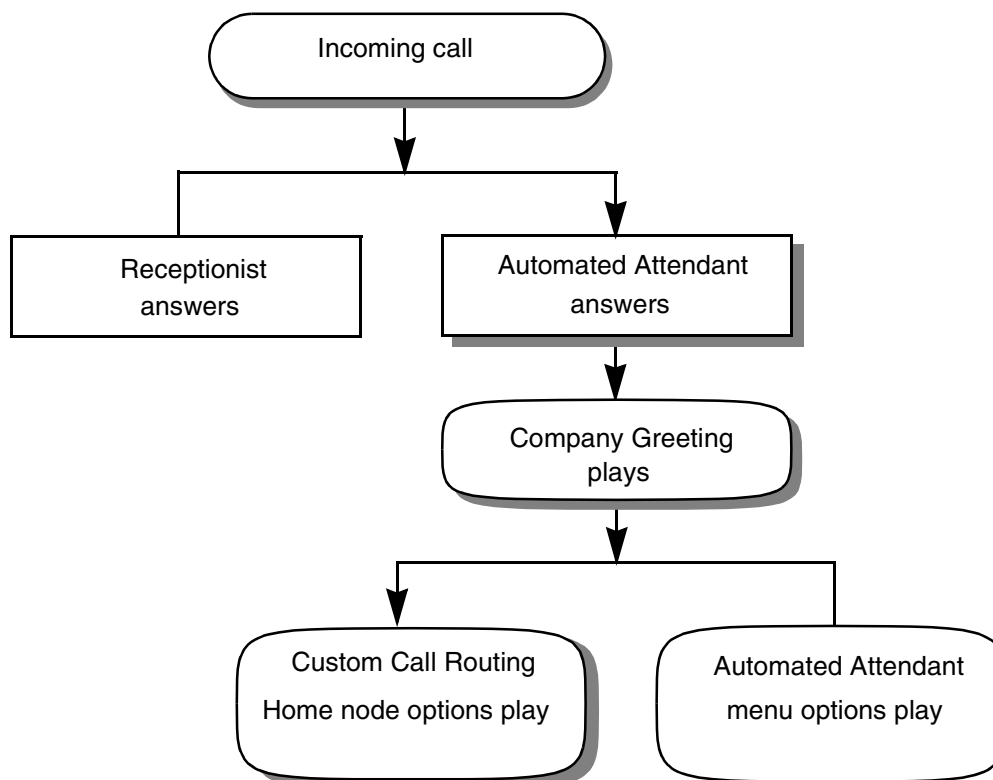 Incoming call
Receptionist
answers
Automated Attendant
answers
Company Greeting
plays
Custom Call Routing
Home node options play
Automated Attendant
menu options play